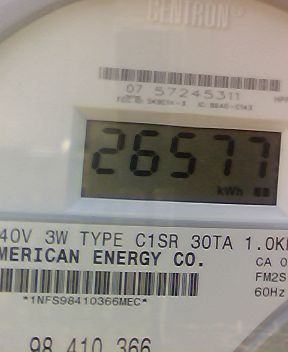 CENTRON®
07 57245311
26577
kWh
40V 3W TYPE C1SR 30TA 1.0K
MERICAN ENERGY CO.
CA 0
FM2S
60Hz
*1NFS98410366MEC*
98 410 366